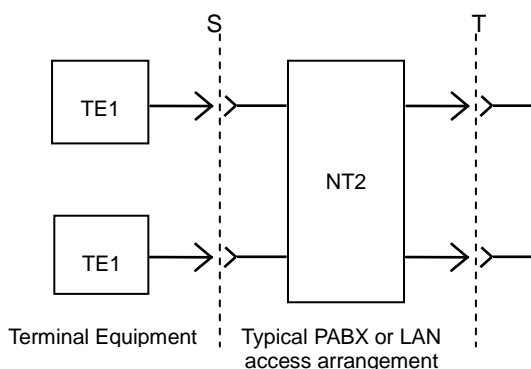 S
T
TE1
NT2
TE1
Terminal Equipment
Typical PABX or LAN
access arrangement